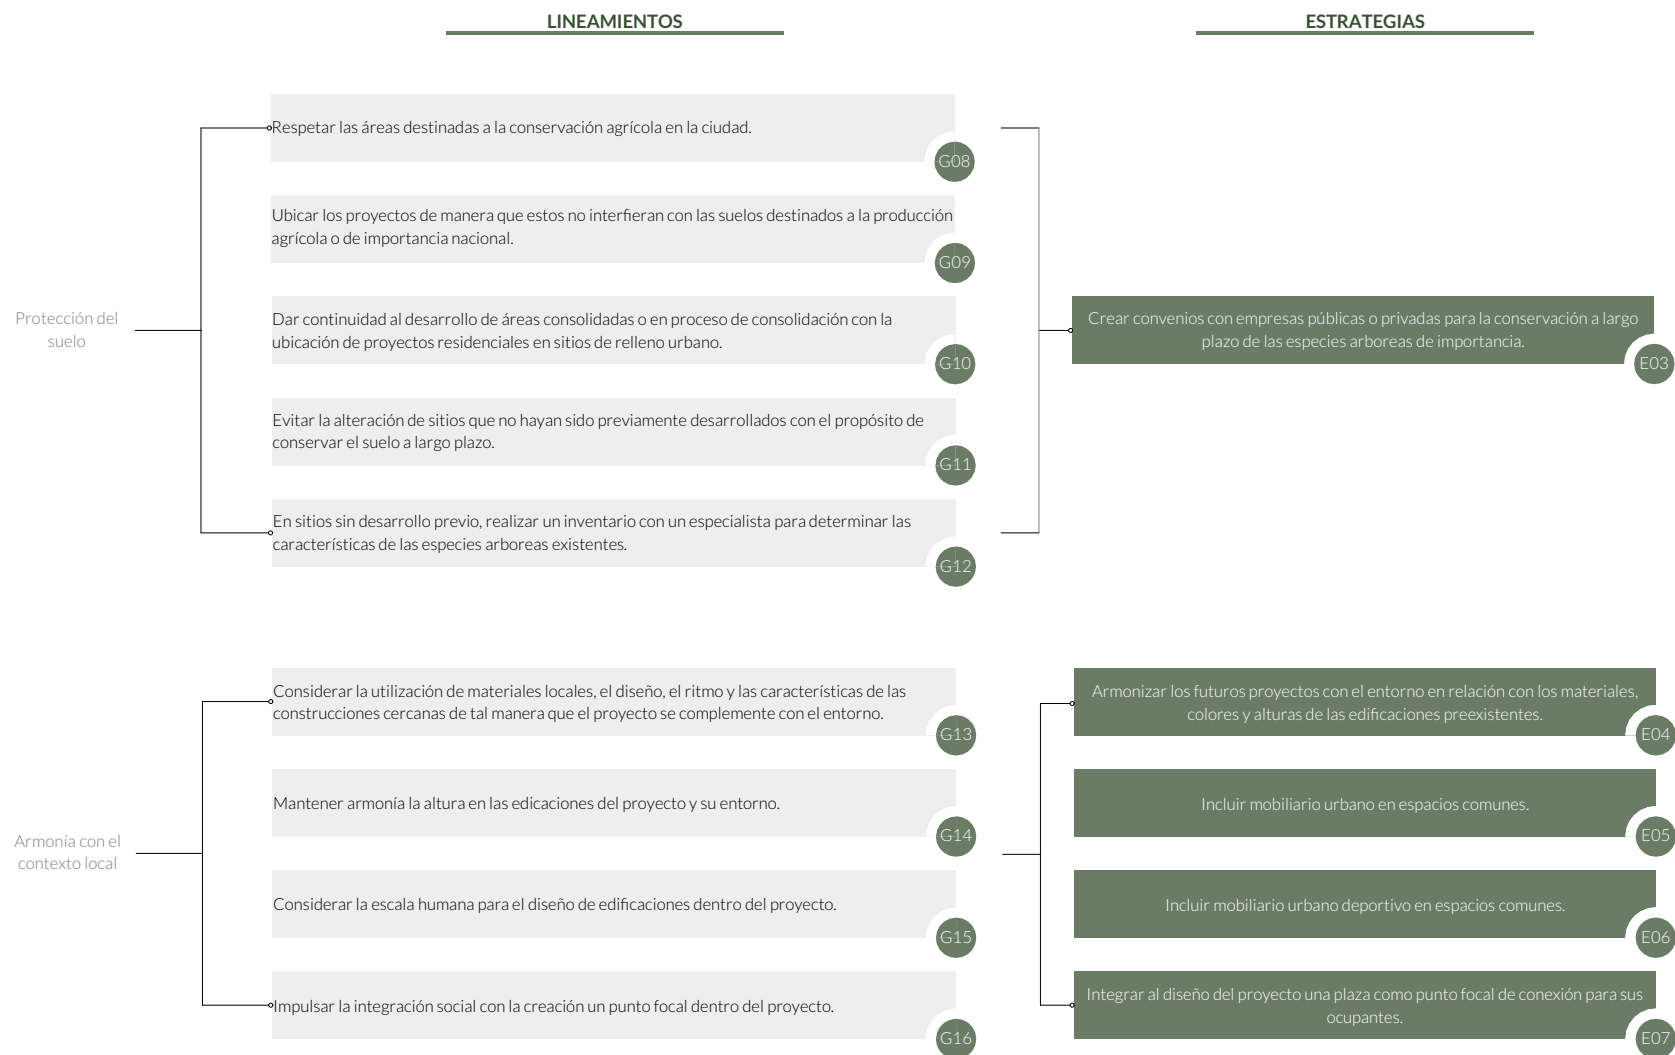 LINEAMIENTOS
ESTRATEGIAS
Protección del
suelo
Respetar las áreas destinadas a la conservación agrícola en la ciudad.
G08
Ubicar los proyectos de manera que estos no interfieran con las suelos destinados a la producción
agrícola o de importancia nacional.
G09
Dar continuidad al desarrollo de áreas consolidadas o en proceso de consolidación con la
ubicación de proyectos residenciales en sitios de relleno urbano.
G10
Evitar la alteración de sitios que no hayan sido previamente desarrollados con el propósito de
conservar el suelo a largo plazo.
G11
En sitios sin desarrollo previo, realizar un inventario con un especialista para determinar las
características de las especies arboreas existentes.
G12
Crear convenios con empresas públicas o privadas para la conservación a largo
plazo de las especies arboreas de importancia.
E03
Armonía con el
contexto local
Considerar la utilización de materiales locales, el diseño, el ritmo y las características de las
construcciones cercanas de tal manera que el proyecto se complemente con el entorno.
G13
Mantener armonía la altura en las edicaciones del proyecto y su entorno.
G14
Considerar la escala humana para el diseño de edificaciones dentro del proyecto.
G15
Impulsar la integración social con la creación un punto focal dentro del proyecto.
G16
Armonizar los futuros proyectos con el entorno en relación con los materiales,
colores y alturas de las edificaciones preexistentes.
E04
Incluir mobiliario urbano en espacios comunes.
E05
Incluir mobiliario urbano deportivo en espacios comunes.
E06
Integrar al diseño del proyecto una plaza como punto focal de conexión para sus
ocupantes.
E07